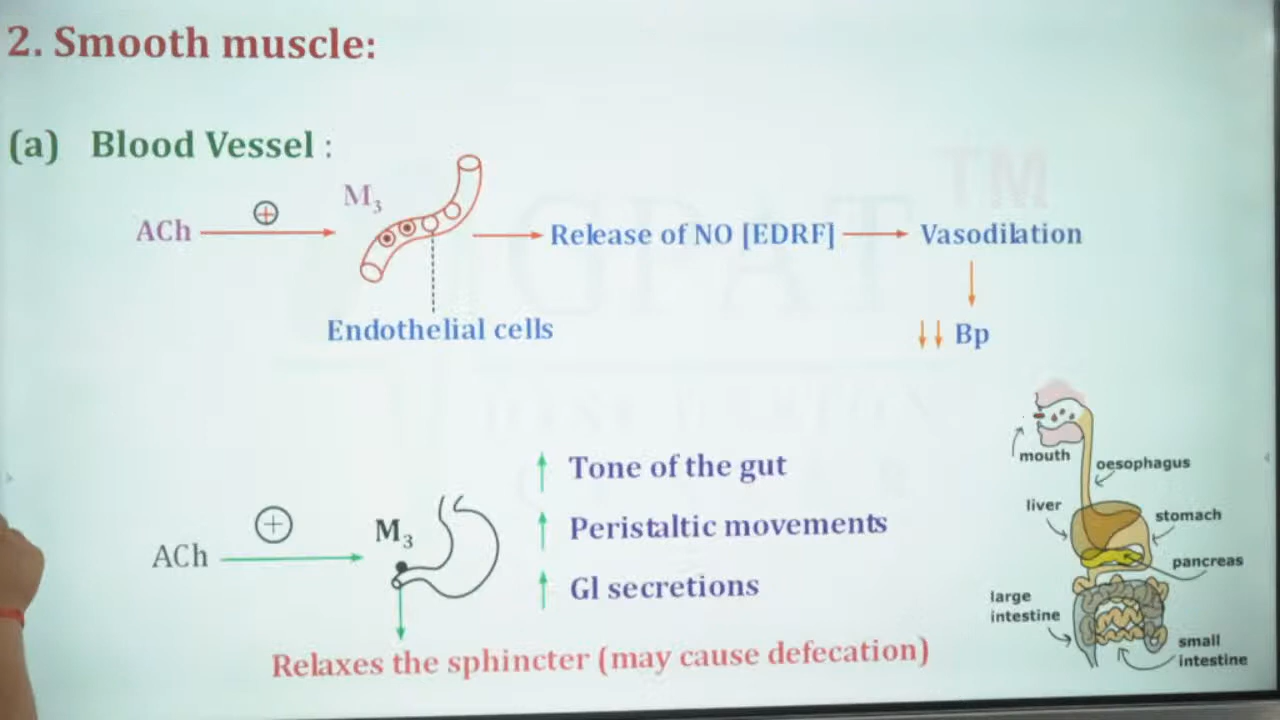 2. Smooth muscle:
(a) Blood Vessel :
ACh
M3
Release of NO [EDRF]
Vasodilation
Endothelial cells
Bp
TM
GPAT
ACh
M3
Tone of the gut
Peristaltic movements
GI secretions
Relaxes the sphincter (may cause defecation)
mouth
oesophagus
liver
stomach
pancreas
large
intestine
small
intestine